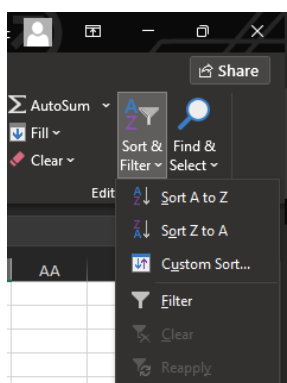 Share
AutoSum
Fill
Clear
Sort &
Filter
Find &
Select
Edit
Sort A to Z
Sort Z to A
Custom Sort...
Filter
Clear
Reapply
AA